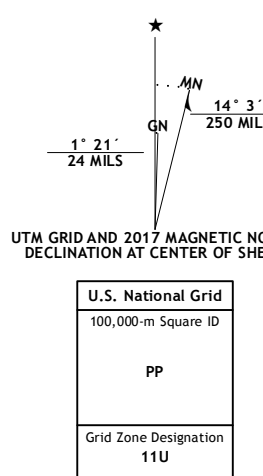 ★
MN
GN
1° 21´
24 MILS
14° 3´
250 MIL
UTM GRID AND 2017 MAGNETIC NO
DECLINATION AT CENTER OF SHE
U.S. National Grid
100,000-m Square ID
PP
Grid Zone Designation
11U